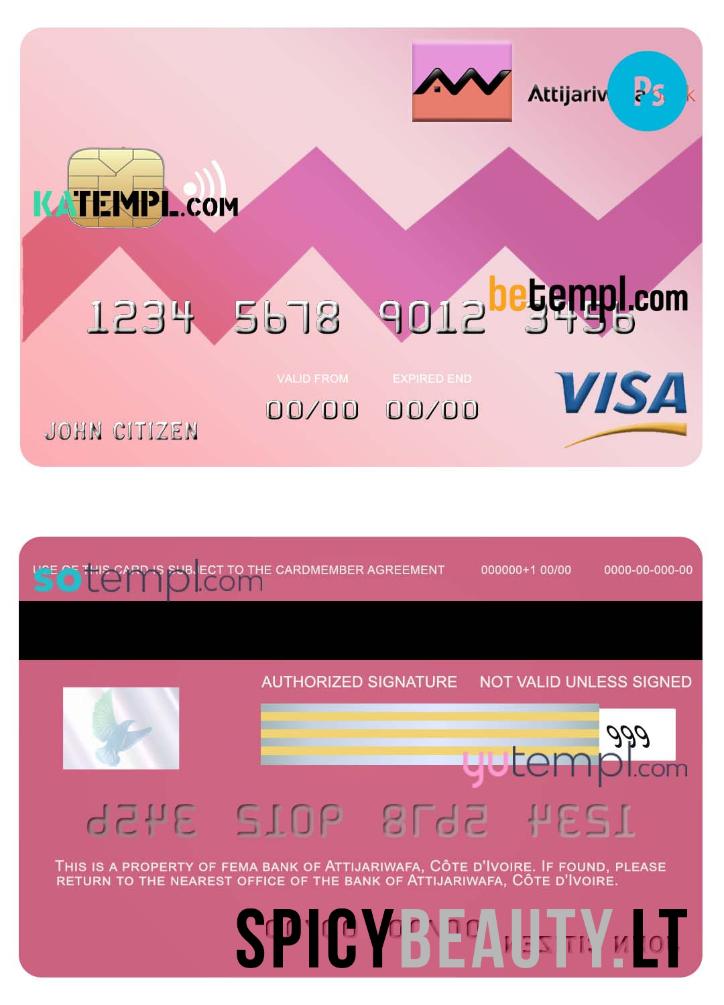 Attijariw
Ps
KATEMPL.COM
betempl.com
1234 5678 9012 3456
VALID FROM EXPIRED END
00/00 00/00
VISA
JOHN CITIZEN
USE OF THIS CARD IS SUBJECT TO THE CARDMEMBER AGREEMENT 000000+1 00/00 0000-00-000-00
sotempl.com
AUTHORIZED SIGNATURE NOT VALID UNLESS SIGNED
999
yutempl.com
THIS IS A PROPERTY OF FEMA BANK OF ATTIJARIWAFA, CÔTE D'IVOIRE. IF FOUND, PLEASE
RETURN TO THE NEAREST OFFICE OF THE BANK OF ATTIJARIWAFA, CÔTE D'IVOIRE.
SPICYBEAUTY.LT